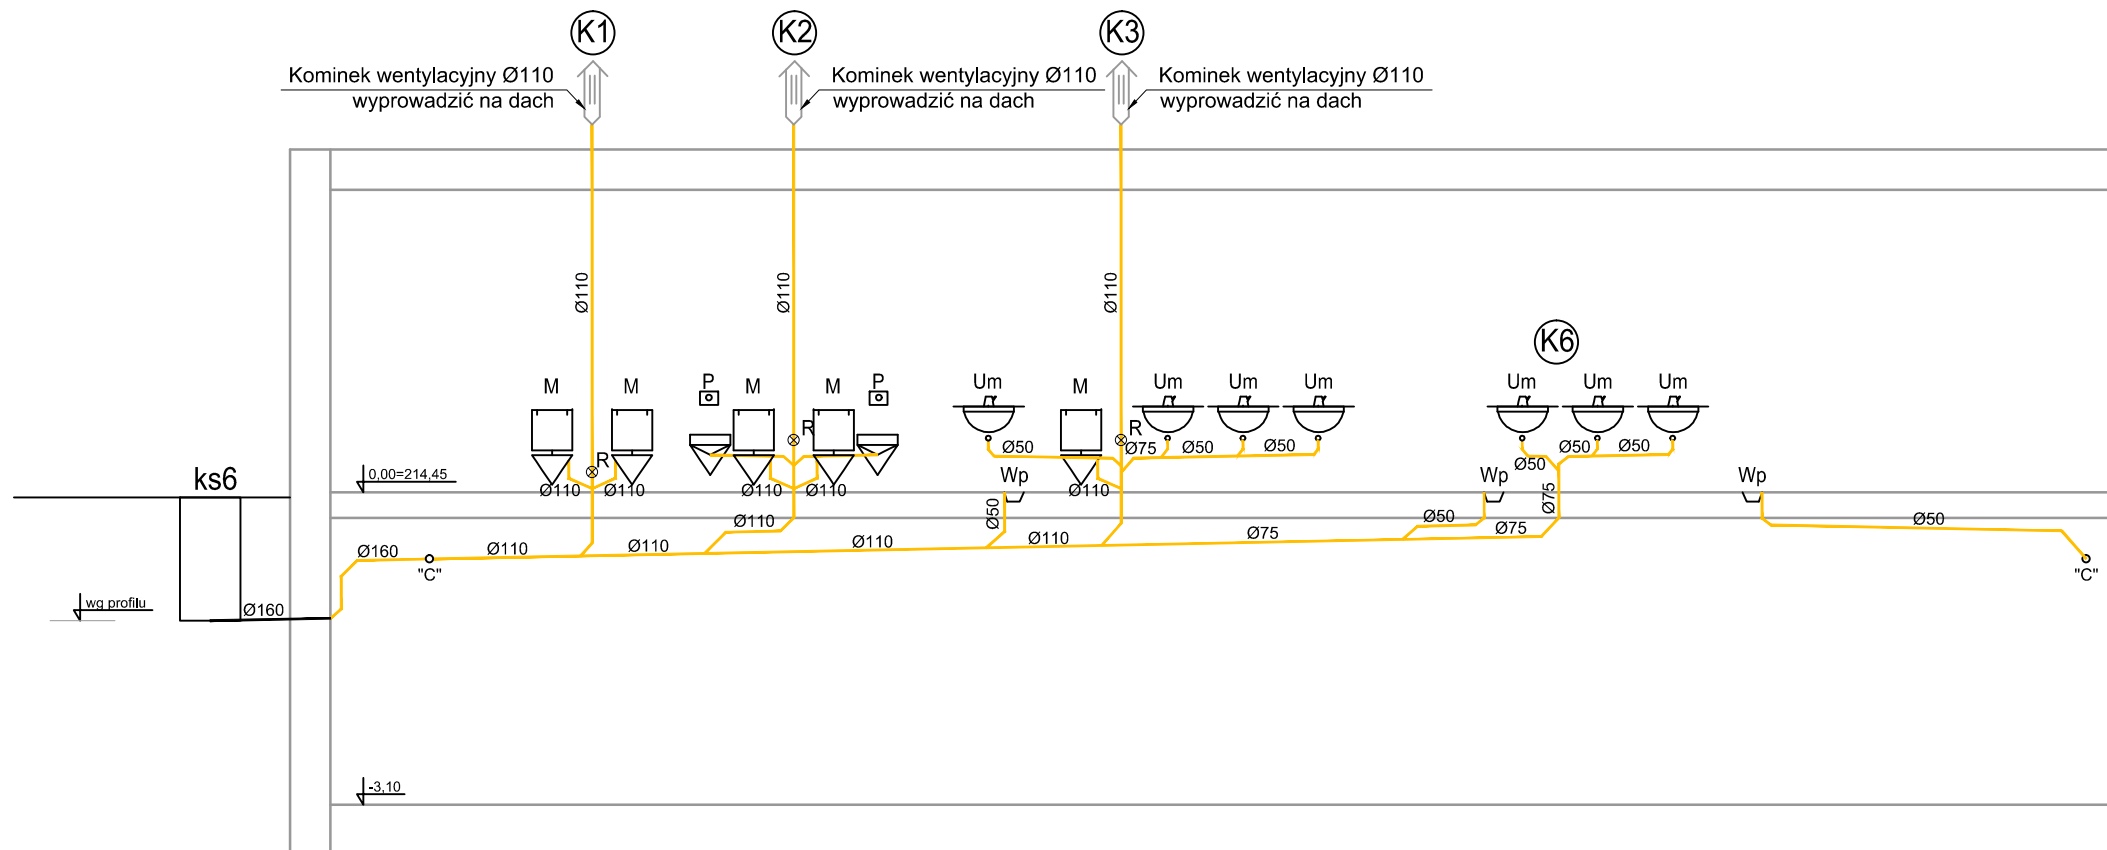 K1
K2
K3
Kominek wentylacyjny Ø110
wyprowadzić na dach
Kominek wentylacyjny Ø110
wyprowadzić na dach
Kominek wentylacyjny Ø110
wyprowadzić na dach
Ø110
Ø110
Ø110
K6
M
M
P
M
M
P
Um
M
Um
Um
Um
Um
Um
Um
R
R
R
Ø50
Ø75
Ø50
Ø50
Ø50
Ø50
Ø50
ks6
0,00=214,45
Ø110
Ø110
Ø110
Ø110
Ø110
Wp
Wp
Wp
Ø50
Ø75
Ø110
Ø50
Ø50
Ø160
Ø110
Ø110
Ø110
Ø110
Ø75
Ø75
"C"
"C"
wg profilu
Ø160
-3,10